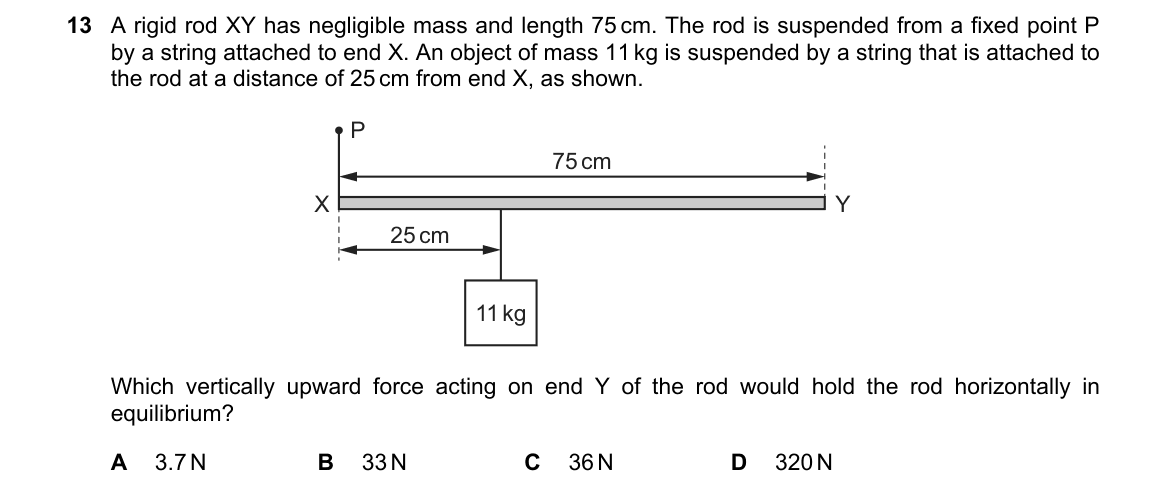 13 A rigid rod XY has negligible mass and length 75 cm. The rod is suspended from a fixed point P
by a string attached to end X. An object of mass 11 kg is suspended by a string that is attached to
the rod at a distance of 25 cm from end X, as shown.
P
75 cm
X
Y
25 cm
11 kg
Which vertically upward force acting on end Y of the rod would hold the rod horizontally in
equilibrium?
A 3.7 N B 33 N C 36 N D 320 N